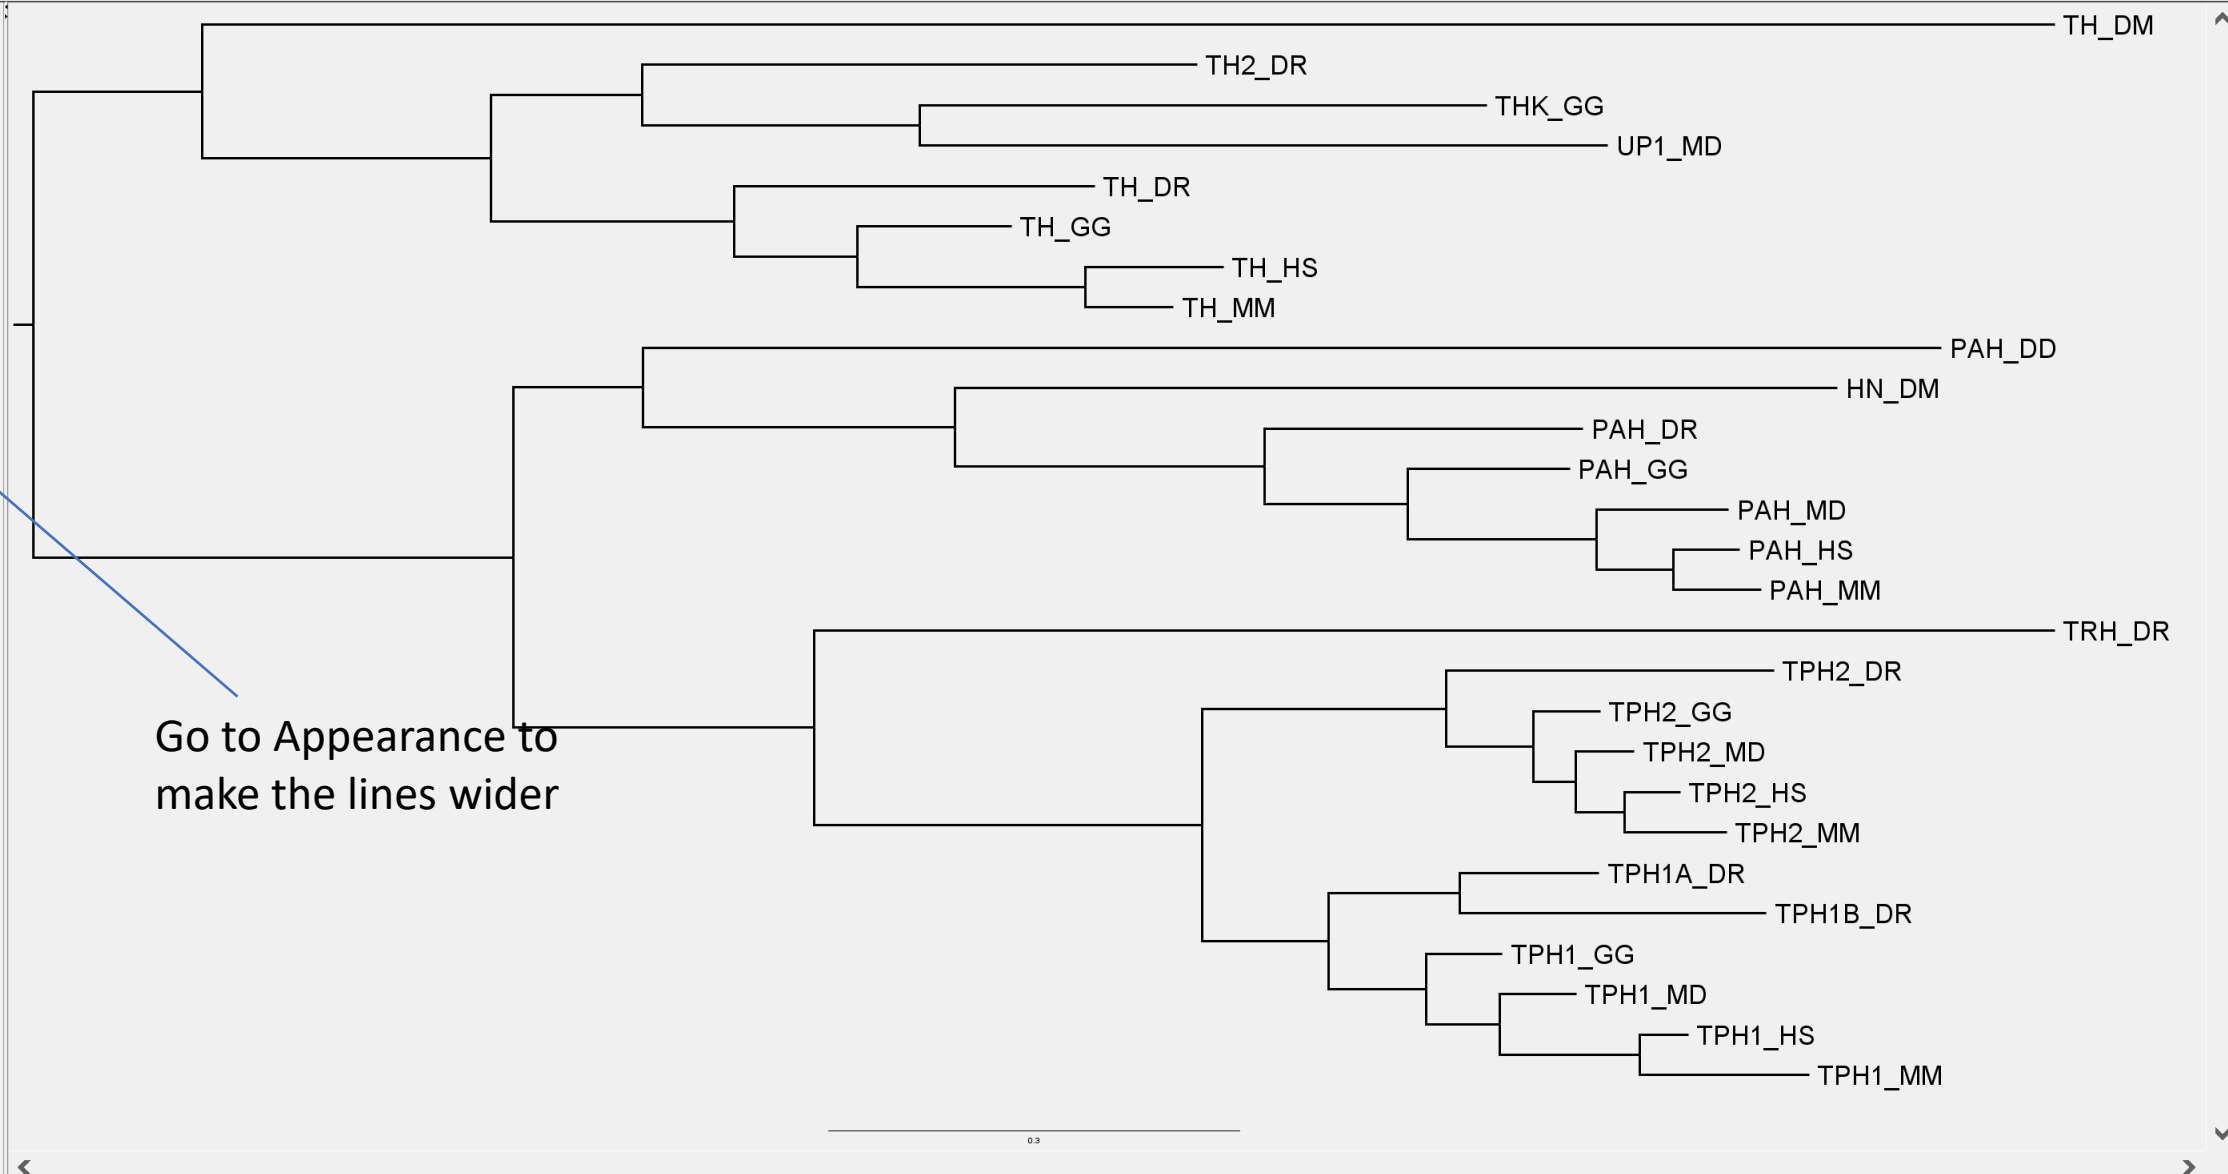 TH_DM
TH2_DR
THK_GG
UP1_MD
TH_DR
TH_GG
TH_HS
TH_MM
PAH_DD
HN_DM
PAH_DR
PAH_GG
PAH_MD
PAH_HS
PAH_MM
TRH_DR
TPH2_DR
TPH2_GG
Go to Appearance to
make the lines wider
TPH2_MD
TPH2_HS
TPH2_MM
TPH1A_DR
TPH1B_DR
TPH1_GG
TPH1_MD
TPH1_HS
TPH1_MM
0.3